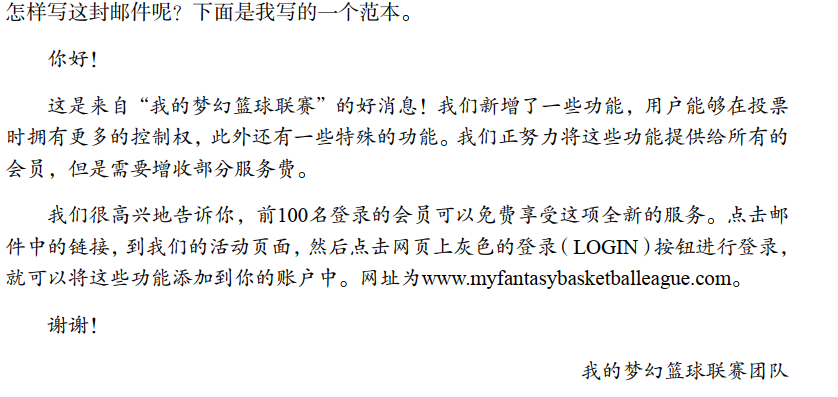 怎样写这封邮件呢？下面是我写的一个范本。
你好！
这是来自“我的梦幻篮球联赛”的好消息！我们新增了一些功能，用户能够在投票
时拥有更多的控制权，此外还有一些特殊的功能。我们正努力将这些功能提供给所有的
会员，但是需要增收部分服务费。
我们很高兴地告诉你，前100名登录的会员可以免费享受这项全新的服务。点击邮
件中的链接，到我们的活动页面，然后点击网页上灰色的登录（LOGIN）按钮进行登录，
就可以将这些功能添加到你的账户中。网址为www.myfantasybasketballeague.com。
谢谢！
我的梦幻篮球联赛团队